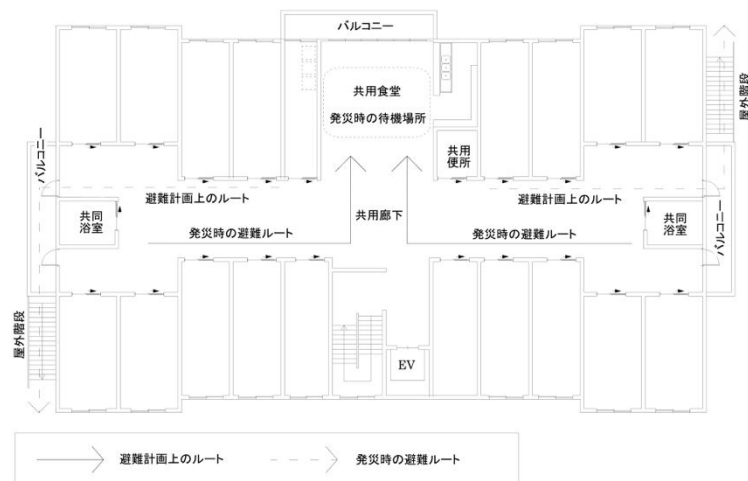 バルコニー
共用食堂
発災時の待機場所
屋外階段
バルコニー
共用
便所
避難計画上のルート
避難計画上のルート
共同
浴室
共用廊下
共同
浴室
バルコニー
発災時の避難ルート
発災時の避難ルート
屋外階段
EV
避難計画上のルート
発災時の避難ルート